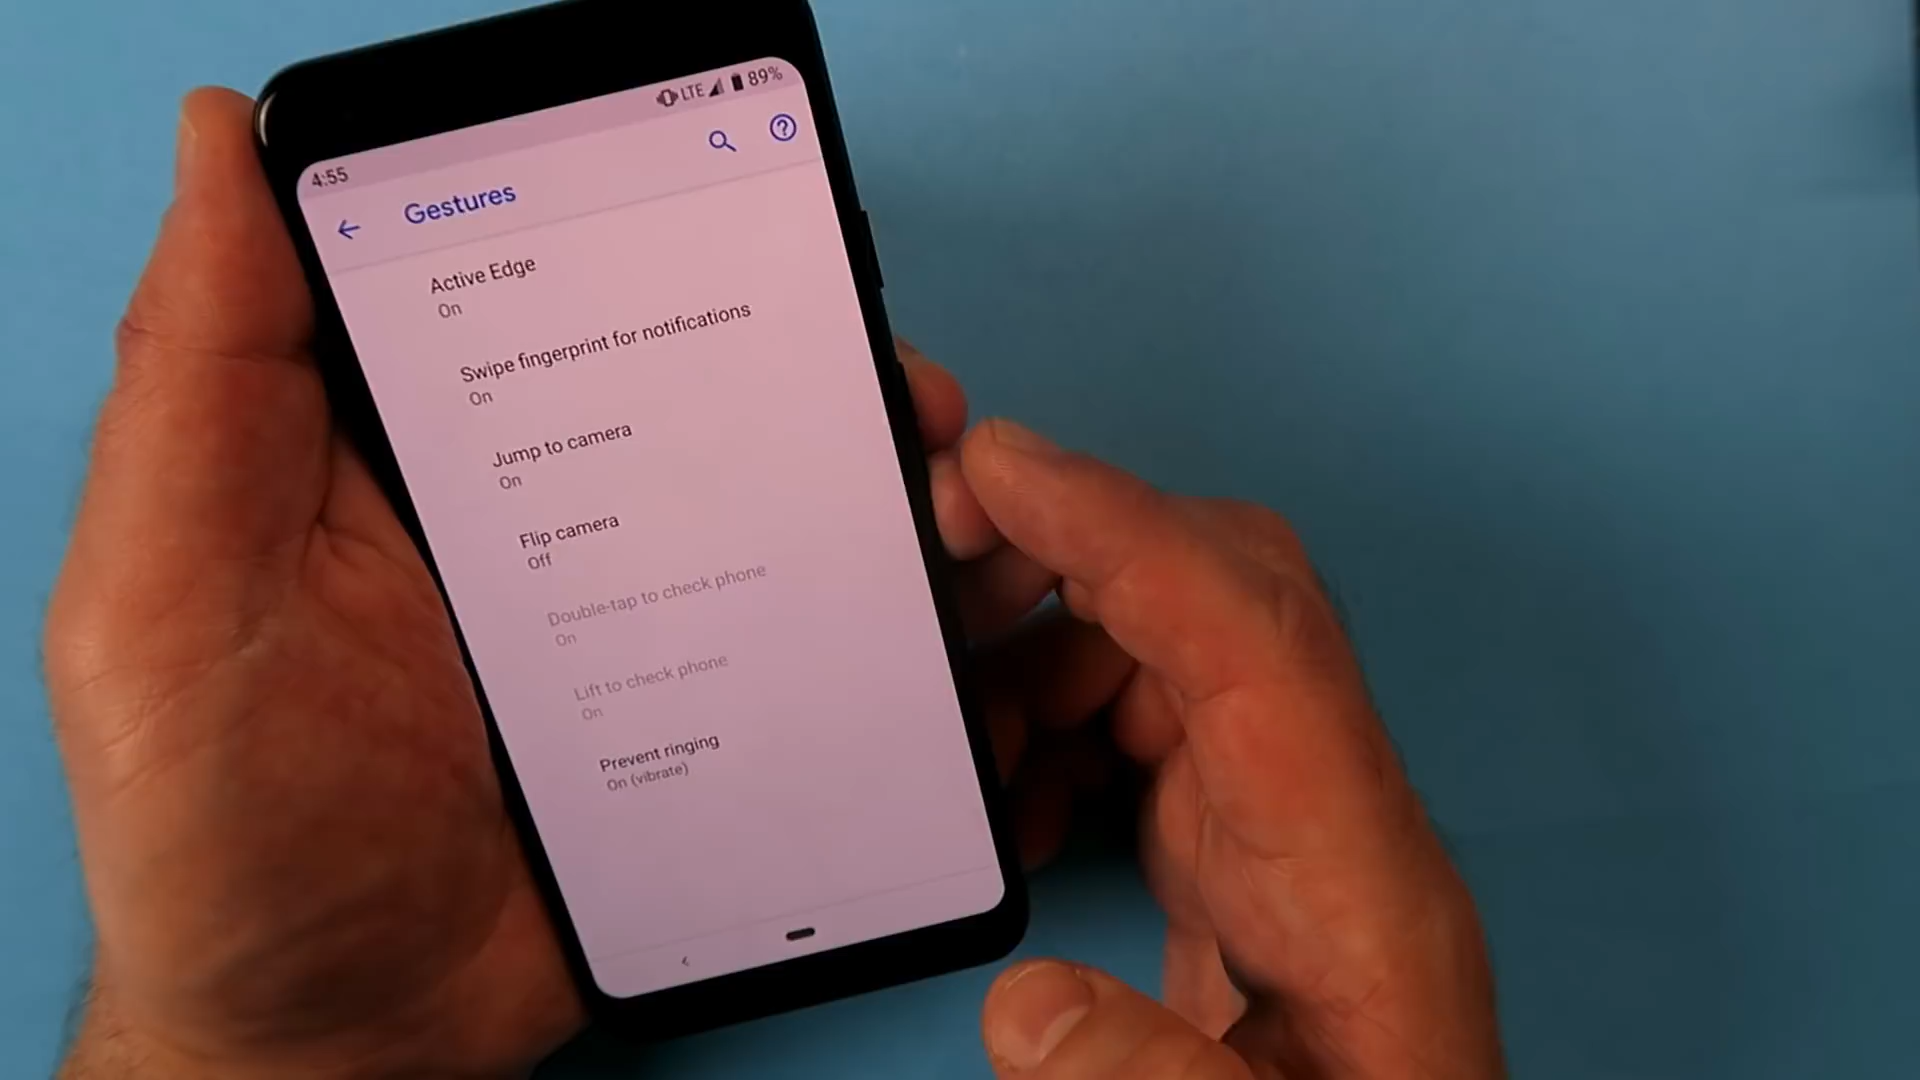 LTE 89%
4:55
Gestures
Active Edge
On
Swipe fingerprint for notifications
On
Jump to camera
On
Flip camera
Off
Double-tap to check phone
On
Lift to check phone
On
Prevent ringing
On (vibrate)